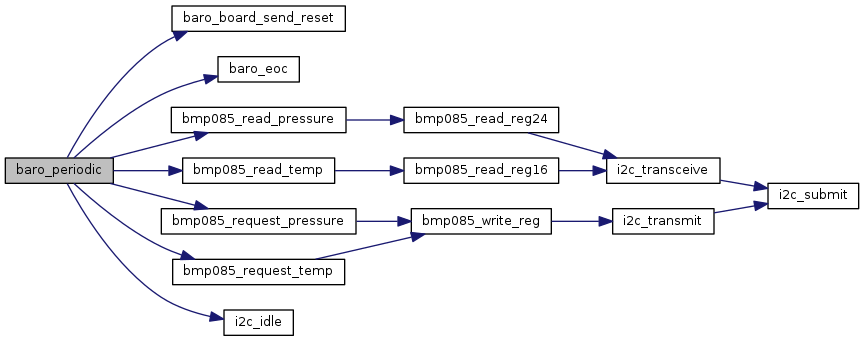 baro_board_send_reset
baro_eoc
bmp085_read_pressure
bmp085_read_reg24
baro_periodic
bmp085_read_temp
bmp085_read_reg16
i2c_transceive
i2c_submit
bmp085_request_pressure
bmp085_write_reg
i2c_transmit
bmp085_request_temp
i2c_idle